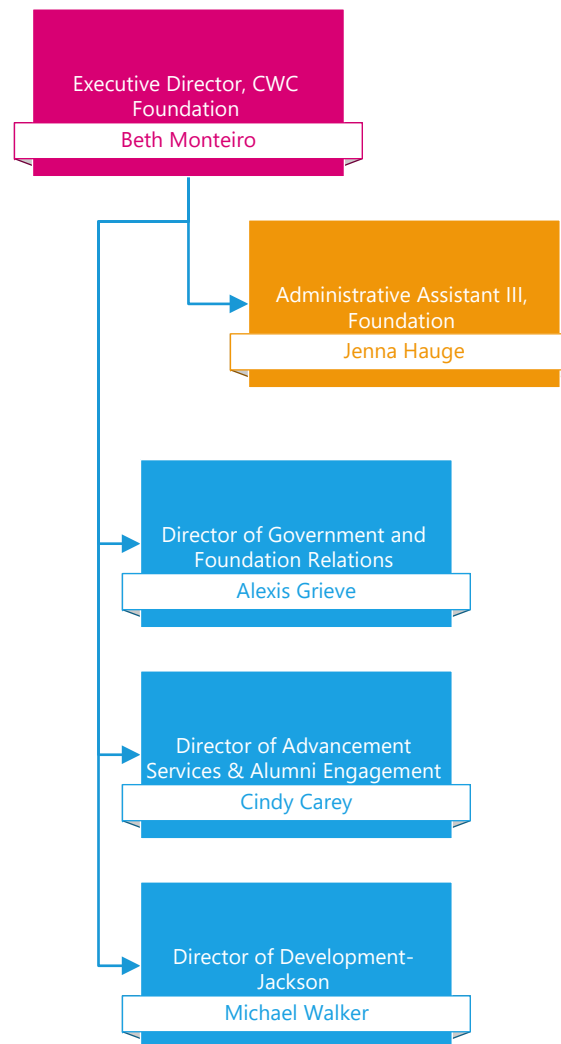 Executive Director, CWC
Foundation
Beth Monteiro
Administrative Assistant III,
Foundation
Jenna Hauge
Director of Government and
Foundation Relations
Alexis Grieve
Director of Advancement
Services & Alumni Engagement
Cindy Carey
Director of Development-
Jackson
Michael Walker